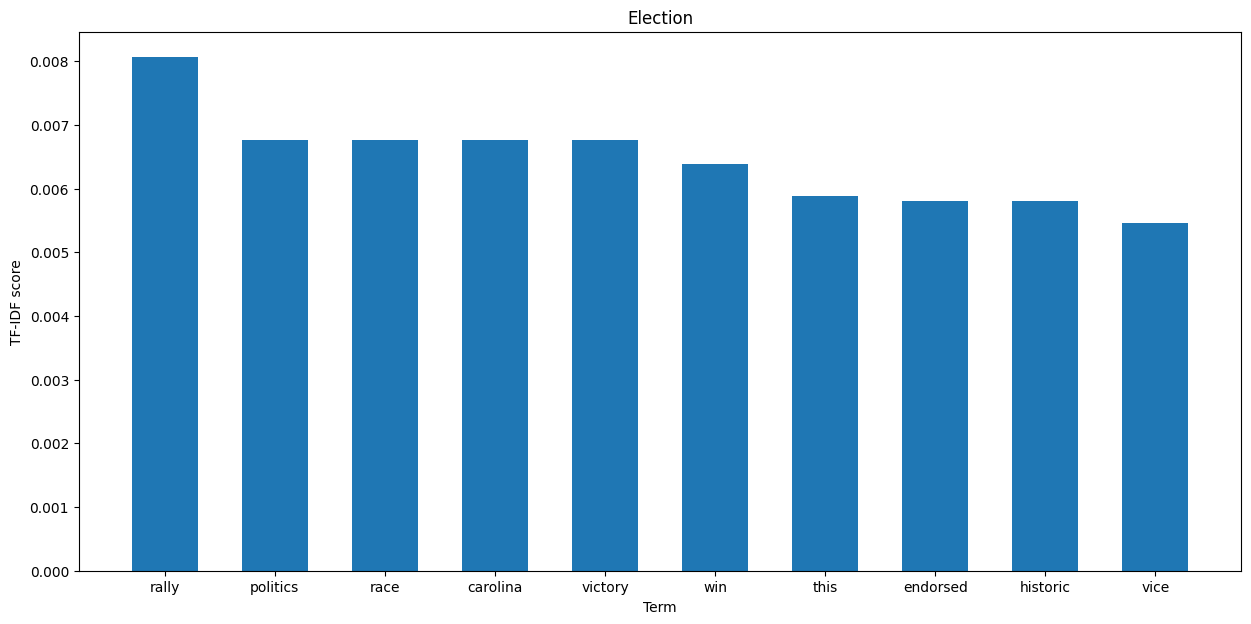 Election
TF-IDF score
0.008
0.007
0.006
0.005
0.004
0.003
0.002
0.001
0.000
rally politics race carolina victory win this endorsed historic vice
Term